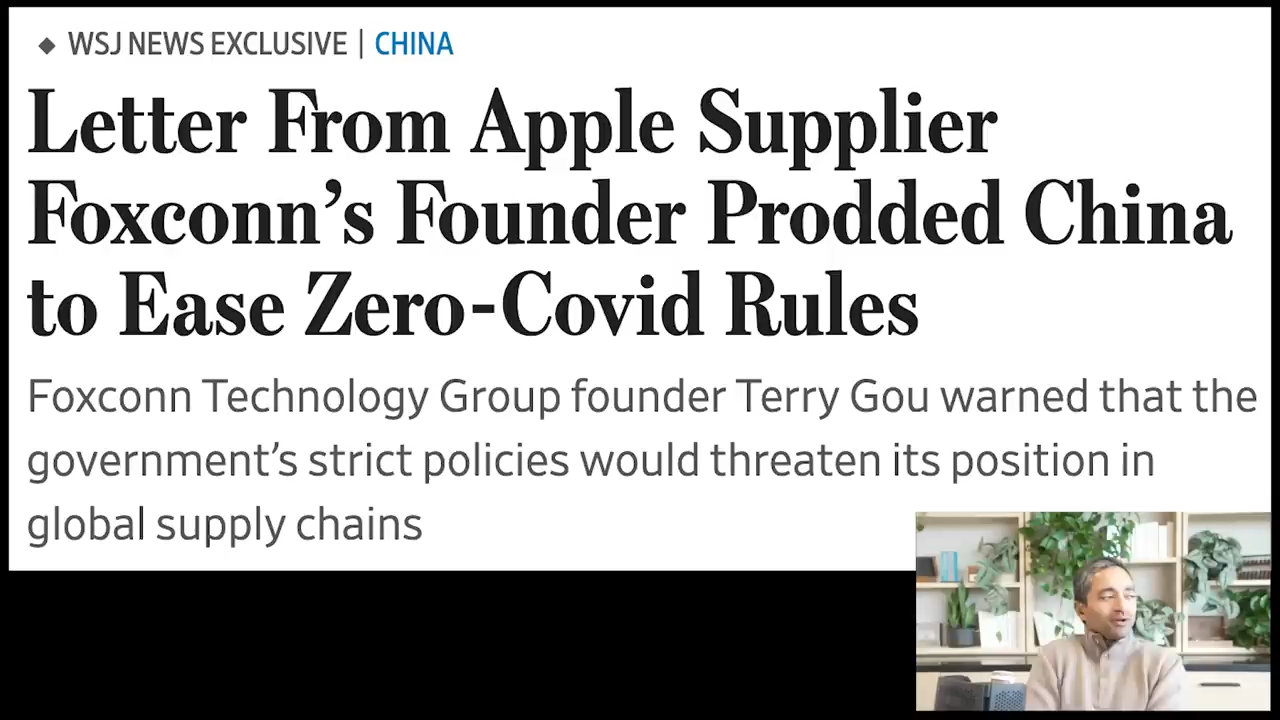 ◆ WSJ NEWS EXCLUSIVE | CHINA
Letter From Apple Supplier
Foxconn’s Founder Prodded China
to Ease Zero-Covid Rules
Foxconn Technology Group founder Terry Gou warned that the
government’s strict policies would threaten its position in
global supply chains